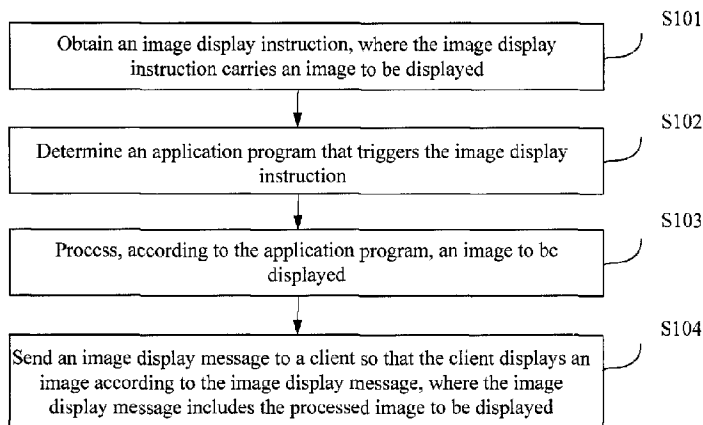 S101
Obtain an image display instruction, where the image display
instruction carries an image to be displayed
S102
Determine an application program that triggers the image display
instruction
S103
Process, according to the application program, an image to be
displayed
S104
Send an image display message to a client so that the client displays an
image according to the image display message, where the image
display message includes the processed image to be displayed